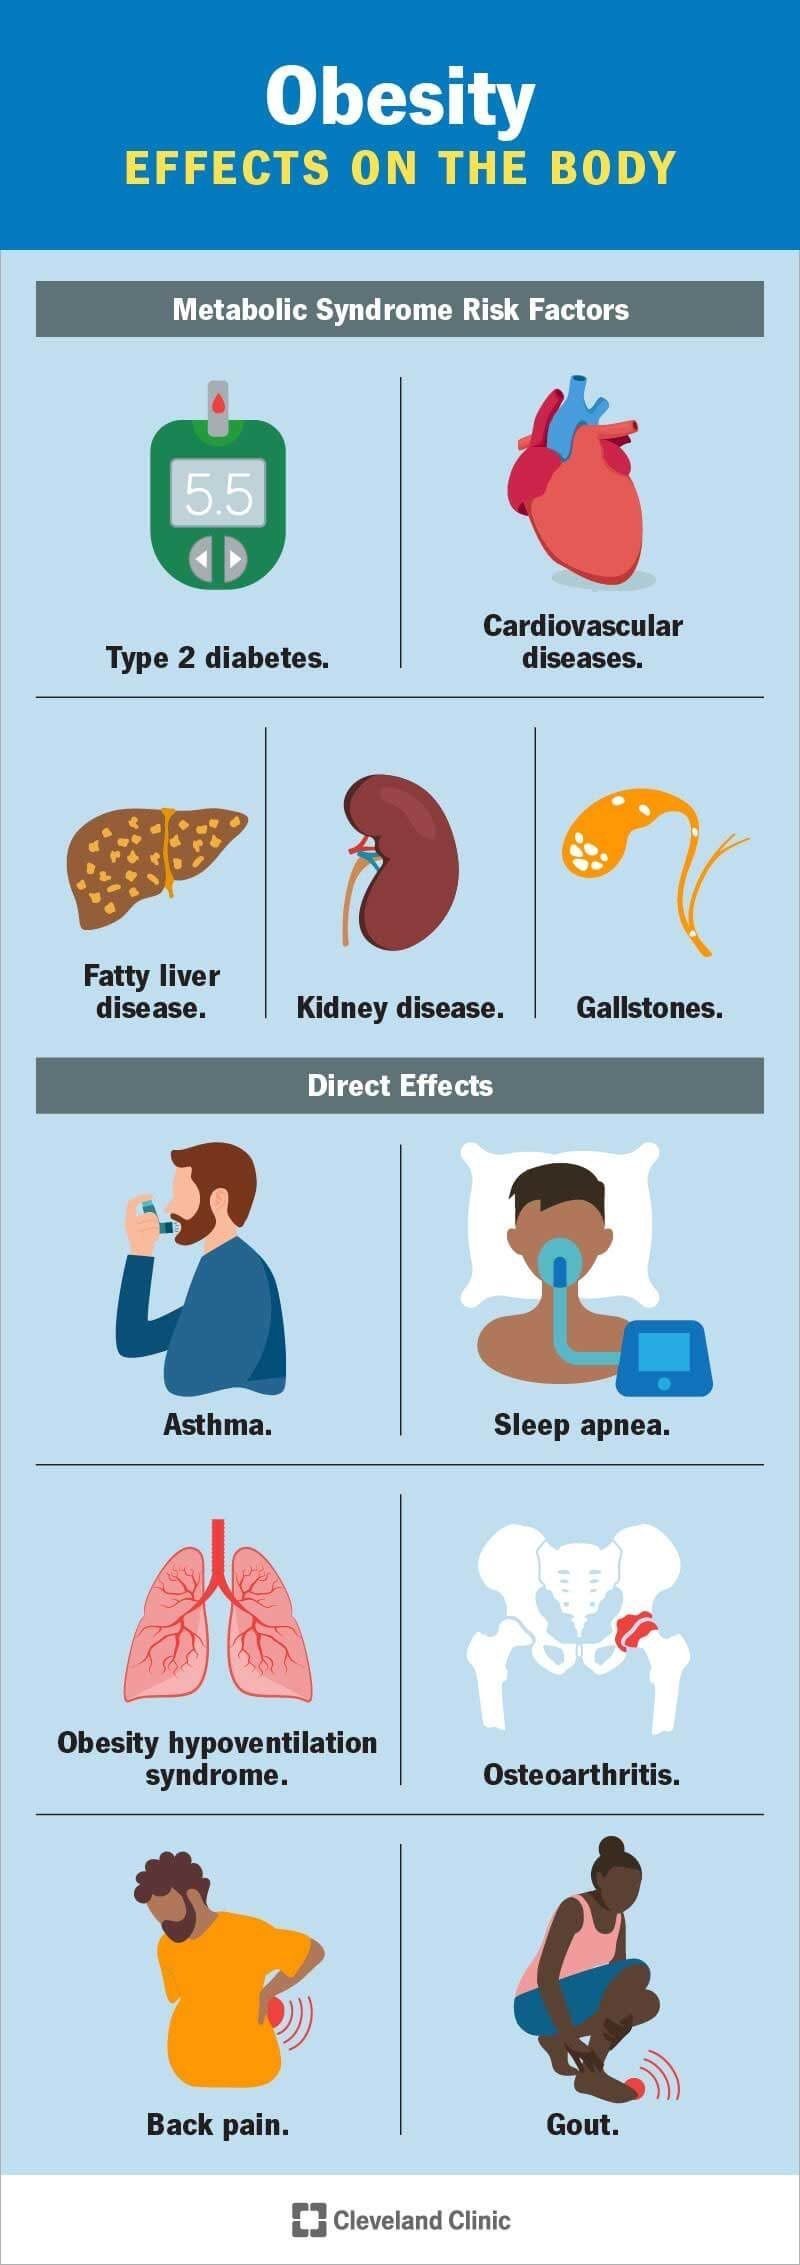 Obesity
EFFECTS ON THE BODY
Metabolic Syndrome Risk Factors
5.5
Type 2 diabetes.
Cardiovascular
diseases.
Fatty liver
disease.
Kidney disease.
Gallstones.
Direct Effects
Asthma.
Sleep apnea.
Obesity hypoventilation
syndrome.
Osteoarthritis.
Back pain.
Gout.
Cleveland Clinic